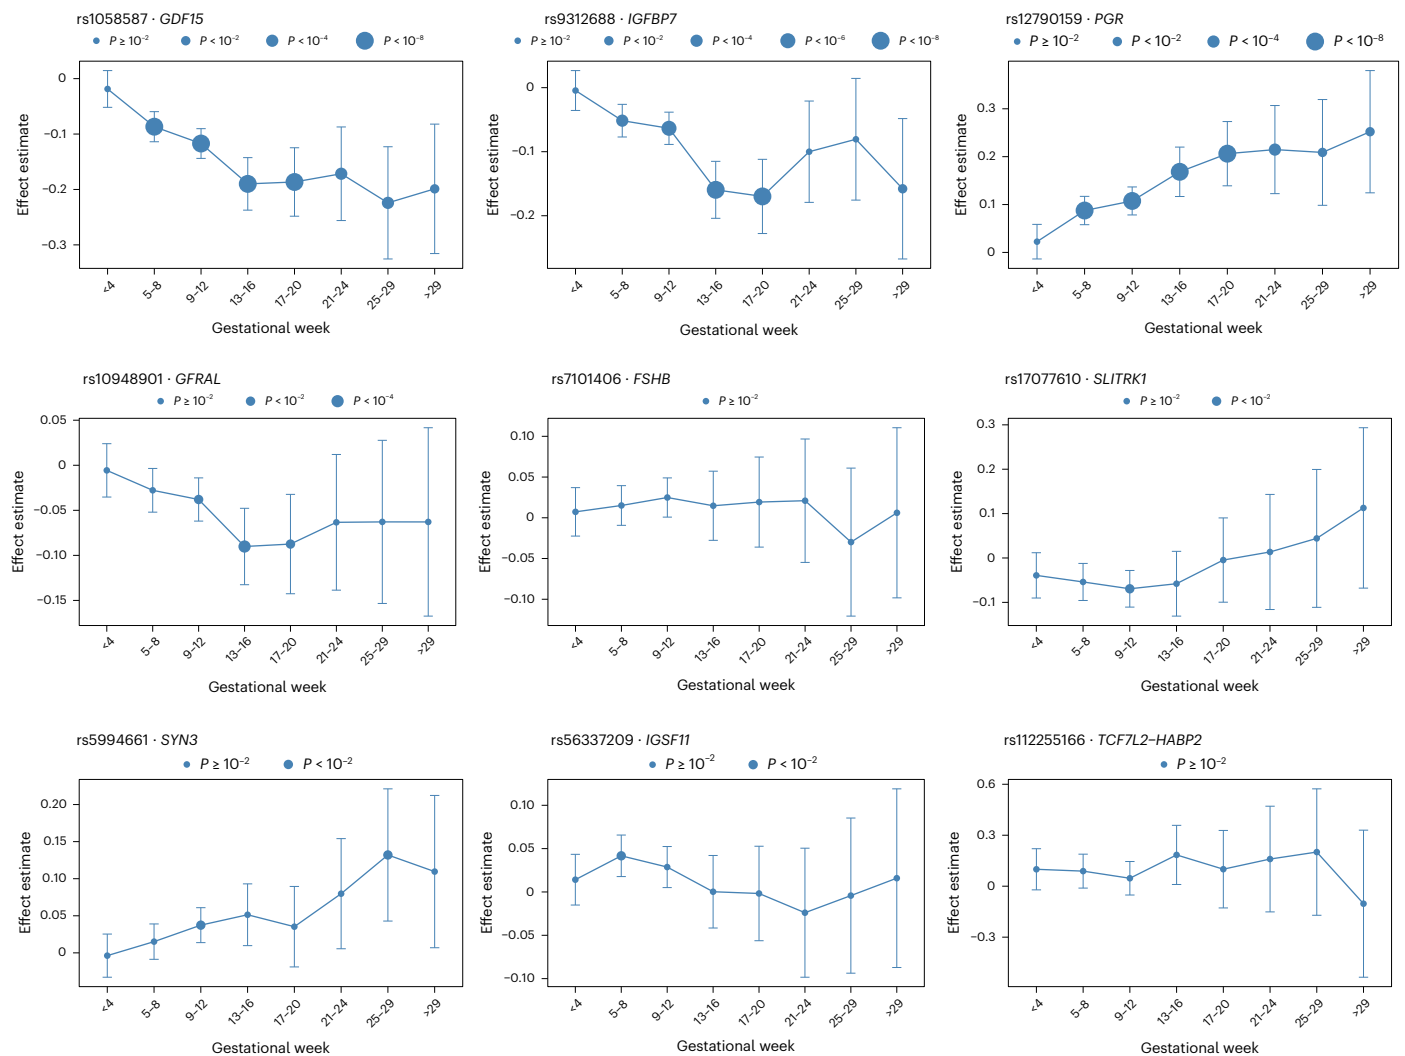 rs1058587 · GDF15
P ≥ 10⁻² P < 10⁻² P < 10⁻⁴ P < 10⁻⁸
0
−0.1
−0.2
−0.3
Effect estimate
<4 5–8 9–12 13–16 17–20 21–24 25–29 >29
Gestational week
rs9312688 · IGFBP7
P ≥ 10⁻² P < 10⁻² P < 10⁻⁴ P < 10⁻⁶ P < 10⁻⁸
0
−0.1
−0.2
Effect estimate
<4 5–8 9–12 13–16 17–20 21–24 25–29 >29
Gestational week
rs12790159 · PGR
P ≥ 10⁻² P < 10⁻² P < 10⁻⁴ P < 10⁻⁸
0.3
0.2
0.1
0
Effect estimate
<4 5–8 9–12 13–16 17–20 21–24 25–29 >29
Gestational week
rs10948901 · GFRAL
P ≥ 10⁻² P < 10⁻² P < 10⁻⁴
0.05
0
−0.05
−0.10
−0.15
Effect estimate
<4 5–8 9–12 13–16 17–20 21–24 25–29 >29
Gestational week
rs7101406 · FSHB
P ≥ 10⁻²
0.10
0.05
0
−0.05
−0.10
Effect estimate
<4 5–8 9–12 13–16 17–20 21–24 25–29 >29
Gestational week
rs17077610 · SLITRK1
P ≥ 10⁻² P < 10⁻²
0.3
0.2
0.1
0
−0.1
Effect estimate
<4 5–8 9–12 13–16 17–20 21–24 25–29 >29
Gestational week
rs5994661 · SYN3
P ≥ 10⁻² P < 10⁻²
0.20
0.15
0.10
0.05
0
Effect estimate
<4 5–8 9–12 13–16 17–20 21–24 25–29 >29
Gestational week
rs56337209 · IGSF11
P ≥ 10⁻² P < 10⁻²
0.10
0.05
0
−0.05
−0.10
Effect estimate
<4 5–8 9–12 13–16 17–20 21–24 25–29 >29
Gestational week
rs112255166 · TCF7L2–HABP2
P ≥ 10⁻²
0.6
0.3
0
−0.3
Effect estimate
<4 5–8 9–12 13–16 17–20 21–24 25–29 >29
Gestational week